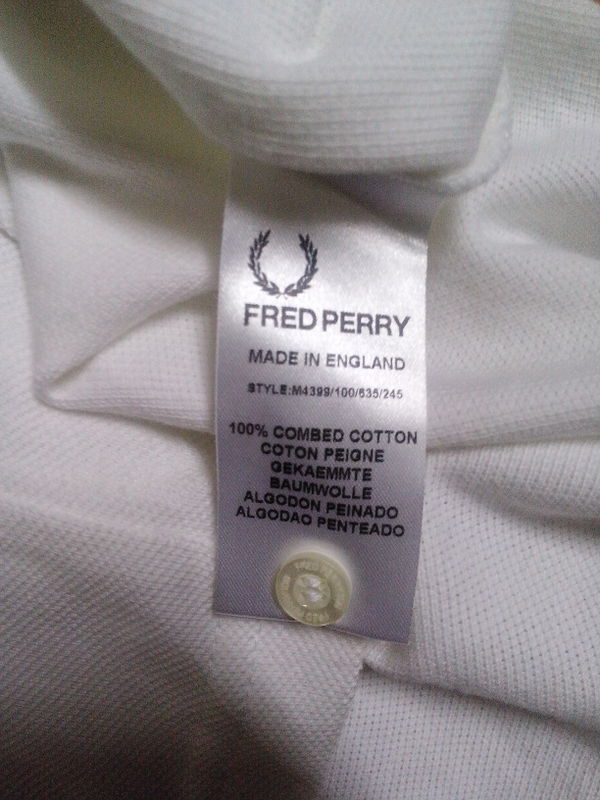 FRED PERRY
MADE IN ENGLAND
STYLE:M4399/100/635/245
100% COMBED COTTON
COTON PEIGNE
GEKAEMMTE
BAUMWOLLE
ALGODON PEINADO
ALGODAO PENTEADO